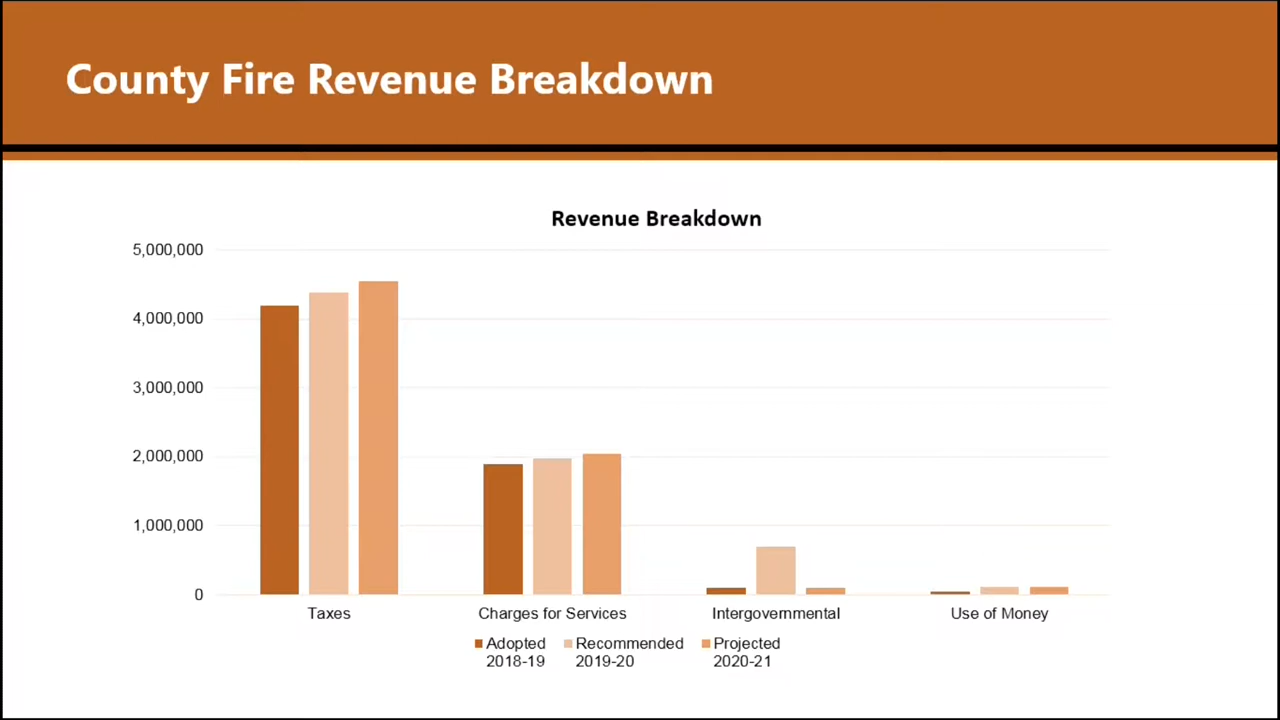 County Fire Revenue Breakdown
Revenue Breakdown
5,000,000
4,000,000
3,000,000
2,000,000
1,000,000
0
Taxes Charges for Services Intergovernmental Use of Money
Adopted Recommended Projected
2018-19 2019-20 2020-21